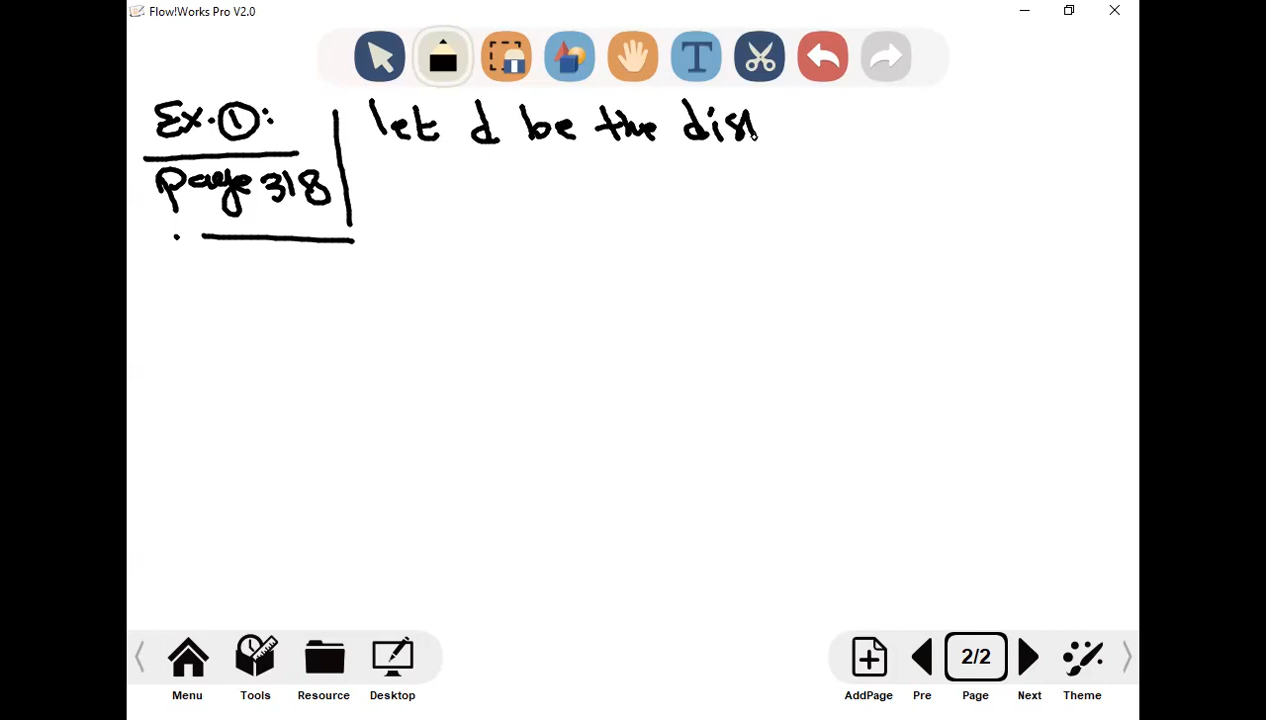 Flow!Works Pro V2.0
Ex.①:
page 318
let d be the dist
T
Menu
Tools
Resource
Desktop
2/2
AddPage
Pre
Page
Next
Theme